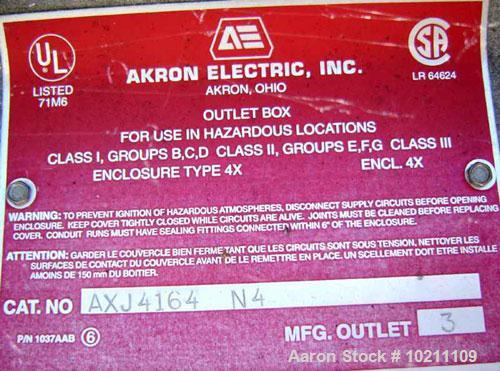 UL
LISTED
71M6
AE
AKRON ELECTRIC, INC.
AKRON, OHIO
SA
LR 64624
OUTLET BOX
FOR USE IN HAZARDOUS LOCATIONS
CLASS I, GROUPS B,C,D CLASS II, GROUPS E,F,G CLASS III
ENCLOSURE TYPE 4X ENCL. 4X
WARNING: TO PREVENT IGNITION OF HAZARDOUS ATMOSPHERES, DISCONNECT SUPPLY CIRCUITS BEFORE OPENING
ENCLOSURE. KEEP COVER TIGHTLY CLOSED WHILE CIRCUITS ARE ALIVE. JOINTS MUST BE CLEANED BEFORE REPLACING
COVER. CONDUIT RUNS MUST HAVE SEALING FITTINGS CONNECTED WITHIN 6" OF THE ENCLOSURE.
ATTENTION: GARDER LE COUVERCLE BIEN FERME TANT QUE LES CIRCUITS SONT SOUS TENSION, NETTOYER LES
SURFACES DE CONTACT DU COUVERCLE AVANT DE LE REMETTRE EN PLACE. UN SCELLEMENT DOIT ETRE INSTALLE
AMOINS DE 150 mm DU BOITIER.
CAT. NO AXJ4164 N4
P/N 1037AAB 6
MFG. OUTLET 3
Aaron Stock # 10211109